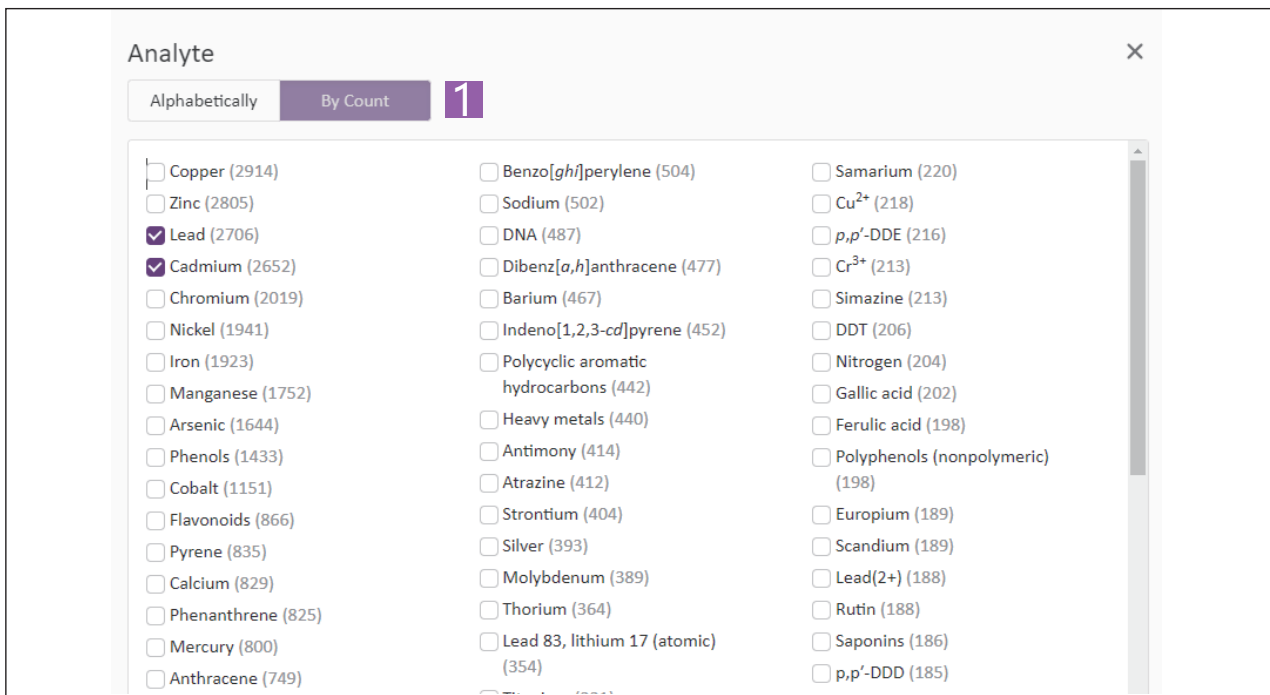 Analyte
×
Alphabetically
By Count
1
Copper (2914)
Zinc (2805)
Lead (2706)
Cadmium (2652)
Chromium (2019)
Nickel (1941)
Iron (1923)
Manganese (1752)
Arsenic (1644)
Phenols (1433)
Cobalt (1151)
Flavonoids (866)
Pyrene (835)
Calcium (829)
Phenanthrene (825)
Mercury (800)
Anthracene (749)
Benzo[ghi]perylene (504)
Sodium (502)
DNA (487)
Dibenz[a,h]anthracene (477)
Barium (467)
Indeno[1,2,3-cd]pyrene (452)
Polycyclic aromatic
hydrocarbons (442)
Heavy metals (440)
Antimony (414)
Atrazine (412)
Strontium (404)
Silver (393)
Molybdenum (389)
Thorium (364)
Lead 83, lithium 17 (atomic)
(354)
Samarium (220)
Cu²⁺ (218)
p,p′-DDE (216)
Cr³⁺ (213)
Simazine (213)
DDT (206)
Nitrogen (204)
Gallic acid (202)
Ferulic acid (198)
Polyphenols (nonpolymeric)
(198)
Europium (189)
Scandium (189)
Lead(2+) (188)
Rutin (188)
Saponins (186)
p,p′-DDD (185)